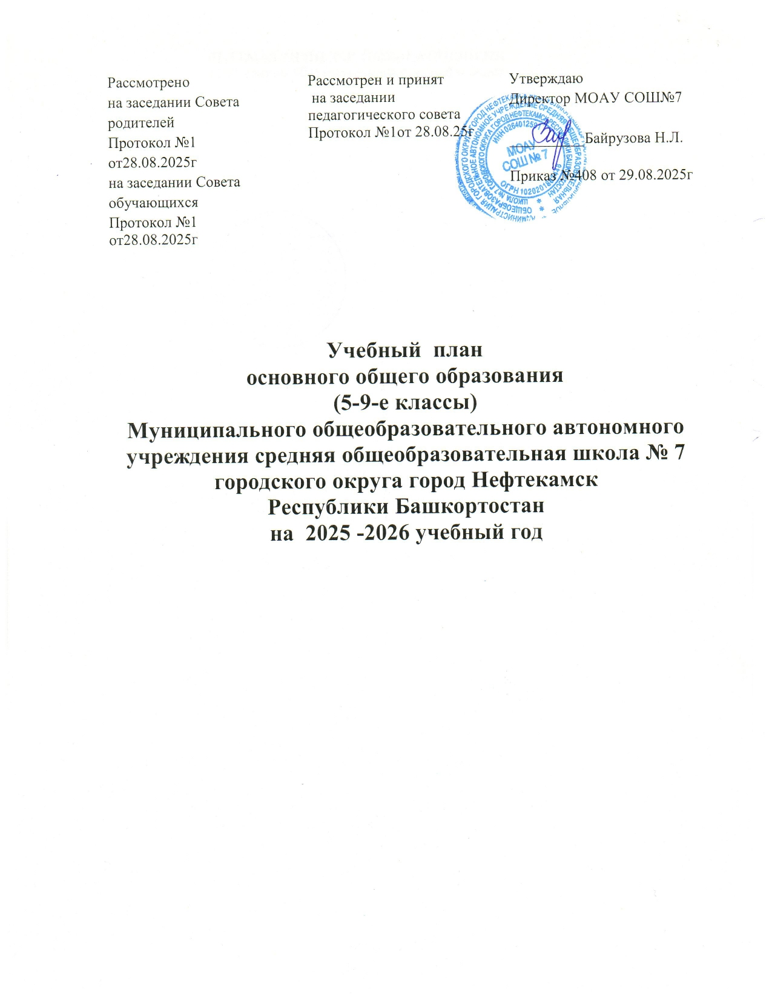 Рассмотрено
на заседании Совета
родителей
Протокол №1
от28.08.2025г
на заседании Совета
обучающихся
Протокол №1
от28.08.2025г
Рассмотрен и принят
на заседании
педагогического совета
Протокол №1от 28.08.25г
Утверждаю
Директор МОАУ СОШ№7
Байрузова Н.Л.
Приказ №408 от 29.08.2025г
МОАУ
СОШ № 7
Учебный план
основного общего образования
(5-9-е классы)
Муниципального общеобразовательного автономного
учреждения средняя общеобразовательная школа № 7
городского округа город Нефтекамск
Республики Башкортостан
на 2025 -2026 учебный год